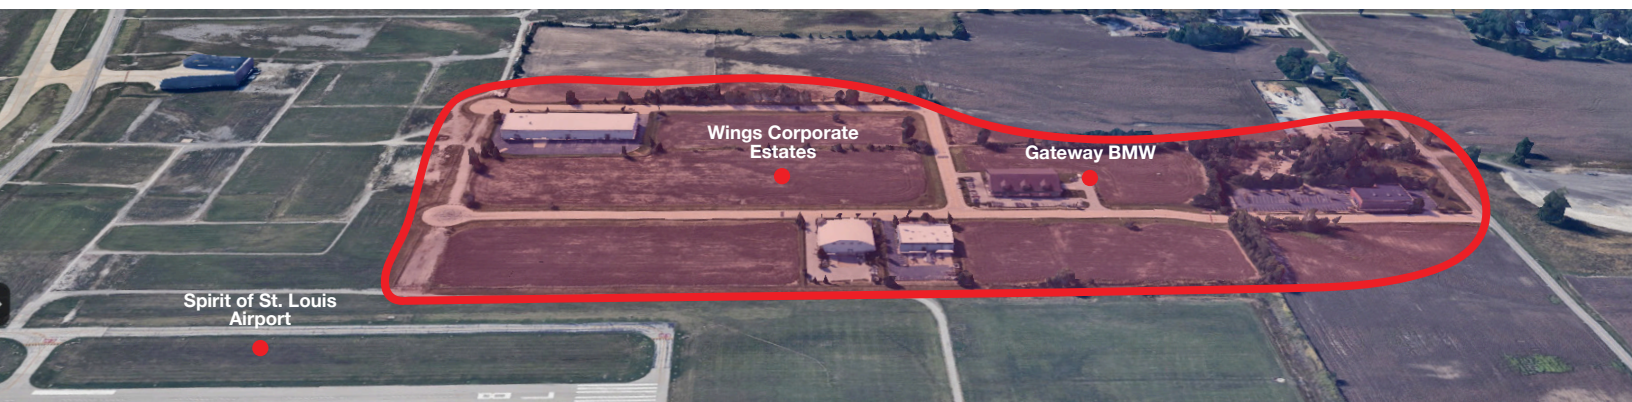 Wings Corporate
Estates
Gateway BMW
Spirit of St. Louis
Airport